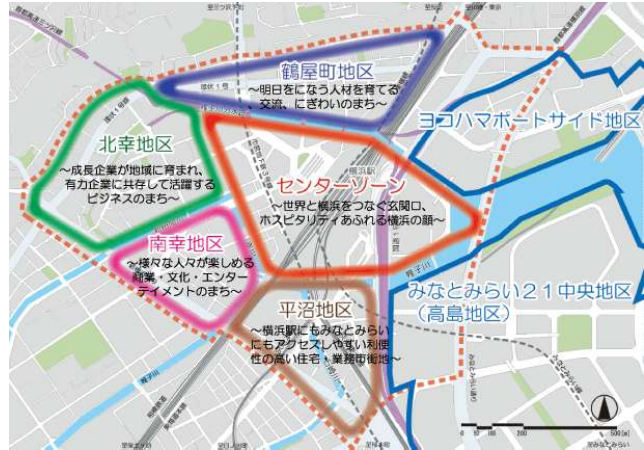 鶴屋町地区
～明日をになう人材を育てる、
交流、にぎわいのまち～
ヨコハマポートサイド地区
北幸地区
～成長企業が地域に育まれ、
有力企業に共存して活躍する
ビジネスのまち～
横浜駅
センターゾーン
～世界と横浜をつなぐ玄関口、
ホスピタリティあふれる横浜の顔～
南幸地区
～様々な人々が楽しめる
商業・文化・エンター
テイメントのまち～
帷子川
みなとみらい21中央地区
（高島地区）
平沼地区
～横浜駅にもみなとみらい
にもアクセスしやすい利便
性の高い住宅・業務市街地～